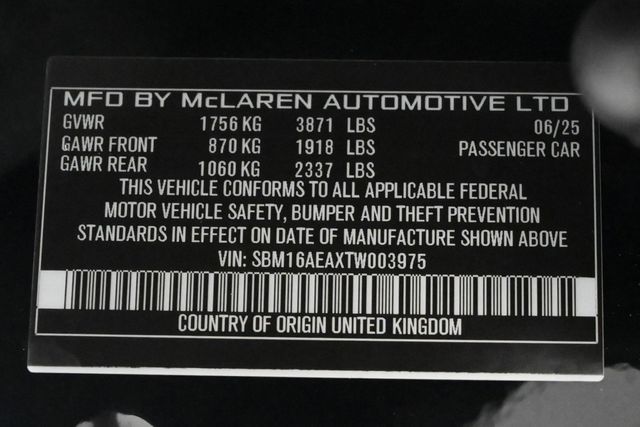 MFD BY McLAREN AUTOMOTIVE LTD
GVWR 1756 KG 3871 LBS 06/25
GAWR FRONT 870 KG 1918 LBS PASSENGER CAR
GAWR REAR 1060 KG 2337 LBS
THIS VEHICLE CONFORMS TO ALL APPLICABLE FEDERAL
MOTOR VEHICLE SAFETY, BUMPER AND THEFT PREVENTION
STANDARDS IN EFFECT ON DATE OF MANUFACTURE SHOWN ABOVE
VIN: SBM16AEAXTW003975
COUNTRY OF ORIGIN UNITED KINGDOM